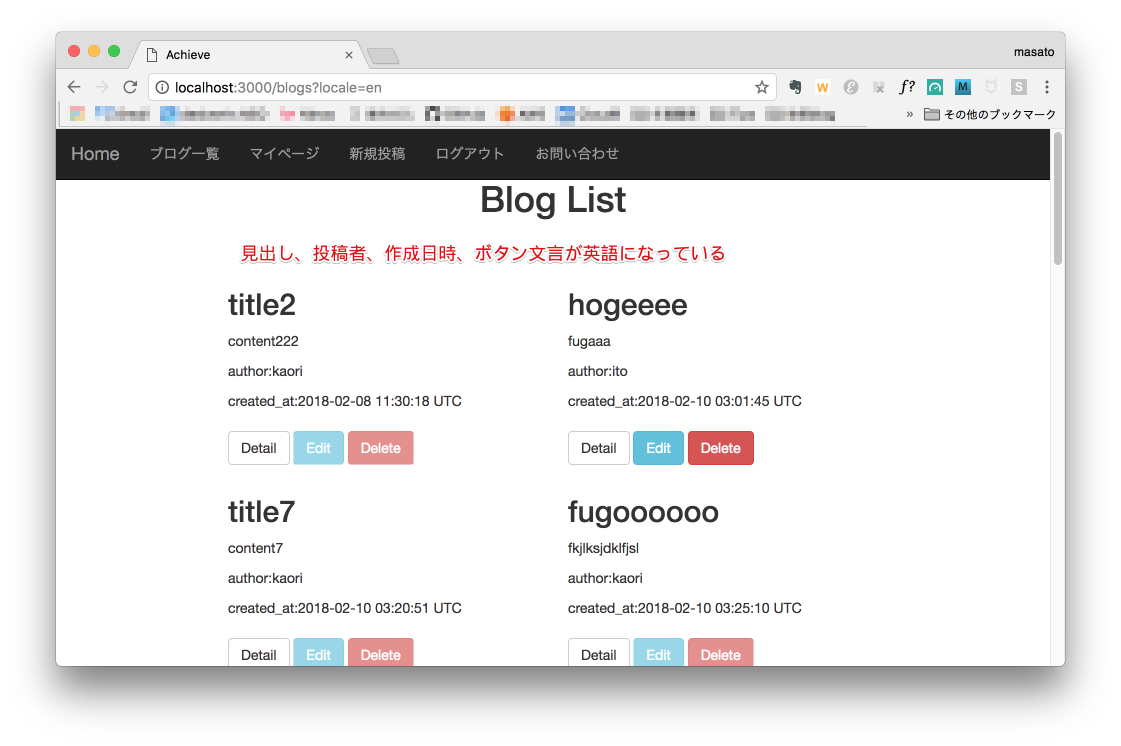 Achieve
masato
localhost:3000/blogs?locale=en
W
f?
M
S
» その他のブックマーク
Home ブログ一覧 マイページ 新規投稿 ログアウト お問い合わせ
Blog List
見出し、投稿者、作成日時、ボタン文言が英語になっている
title2
content222
author:kaori
created_at:2018-02-08 11:30:18 UTC
Detail Edit Delete
hogeeee
fugaaa
author:ito
created_at:2018-02-10 03:01:45 UTC
Detail Edit Delete
title7
content7
author:kaori
created_at:2018-02-10 03:20:51 UTC
Detail Edit Delete
fugoooooo
fkjlksjdklfjsl
author:kaori
created_at:2018-02-10 03:25:10 UTC
Detail Edit Delete